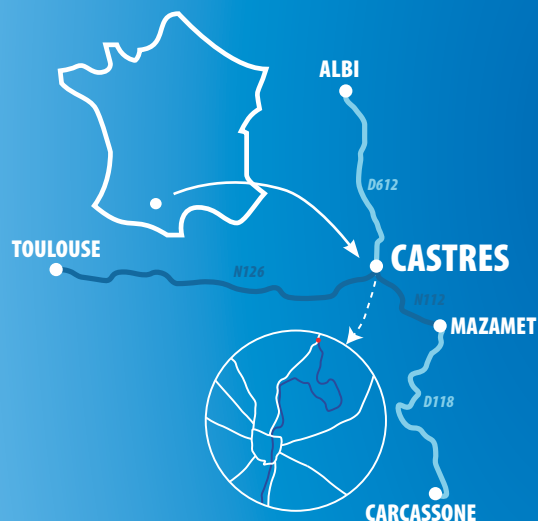 ALBI
D612
TOULOUSE
CASTRES
N126
N112
MAZAMET
D118
CARCASSONE